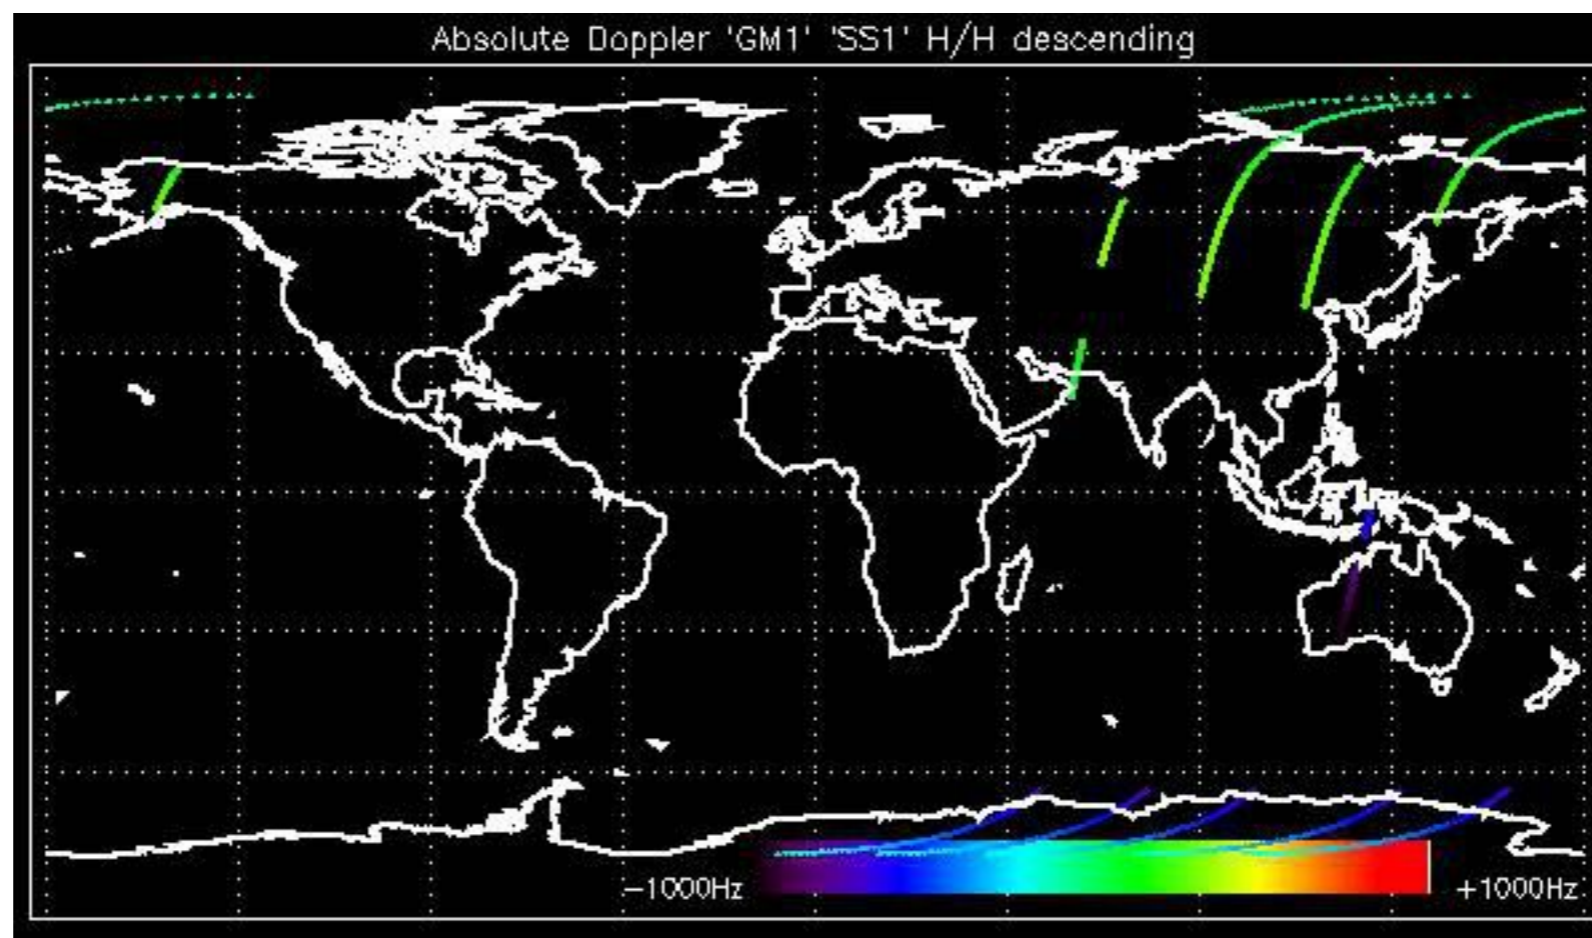 Absolute Doppler 'GM1' 'SS1' H/H descending
−1000Hz
+1000Hz